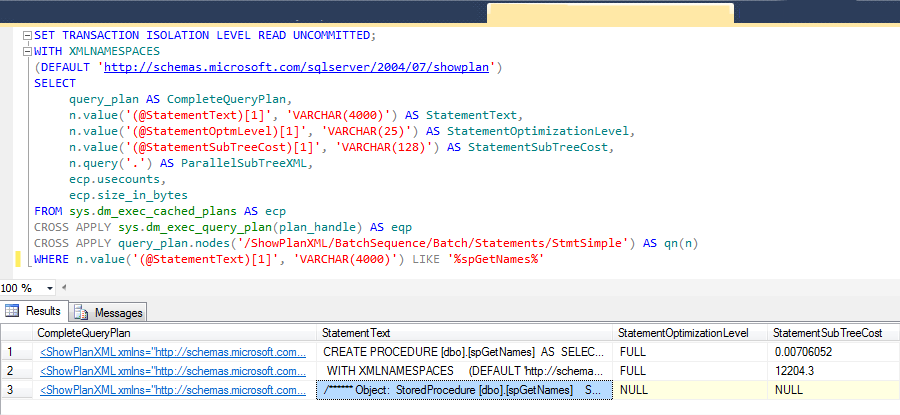 SET TRANSACTION ISOLATION LEVEL READ UNCOMMITTED;
WITH XMLNAMESPACES
(DEFAULT 'http://schemas.microsoft.com/sqlserver/2004/07/showplan')
SELECT
query_plan AS CompleteQueryPlan,
n.value('(@StatementText)[1]', 'VARCHAR(4000)') AS StatementText,
n.value('(@StatementOptmLevel)[1]', 'VARCHAR(25)') AS StatementOptimizationLevel,
n.value('(@StatementSubTreeCost)[1]', 'VARCHAR(128)') AS StatementSubTreeCost,
n.query('.') AS ParallelSubTreeXML,
ecp.usecounts,
ecp.size_in_bytes
FROM sys.dm_exec_cached_plans AS ecp
CROSS APPLY sys.dm_exec_query_plan(plan_handle) AS eqp
CROSS APPLY query_plan.nodes('/ShowPlanXML/BatchSequence/Batch/Statements/StmtSimple') AS qn(n)
WHERE n.value('(@StatementText)[1]', 'VARCHAR(4000)') LIKE '%spGetNames%'
100 %
Results Messages
CompleteQueryPlan StatementText StatementOptimizationLevel StatementSubTreeCost
1 <ShowPlanXML xmlns="http://schemas.microsoft.com... CREATE PROCEDURE [dbo].[spGetNames] AS SELEC... FULL 0.00706052
2 <ShowPlanXML xmlns="http://schemas.microsoft.com... WITH XMLNAMESPACES (DEFAULT 'http://schema... FULL 12204.3
3 <ShowPlanXML xmlns="http://schemas.microsoft.com... /****** Object: StoredProcedure [dbo].[spGetNames] S... NULL NULL